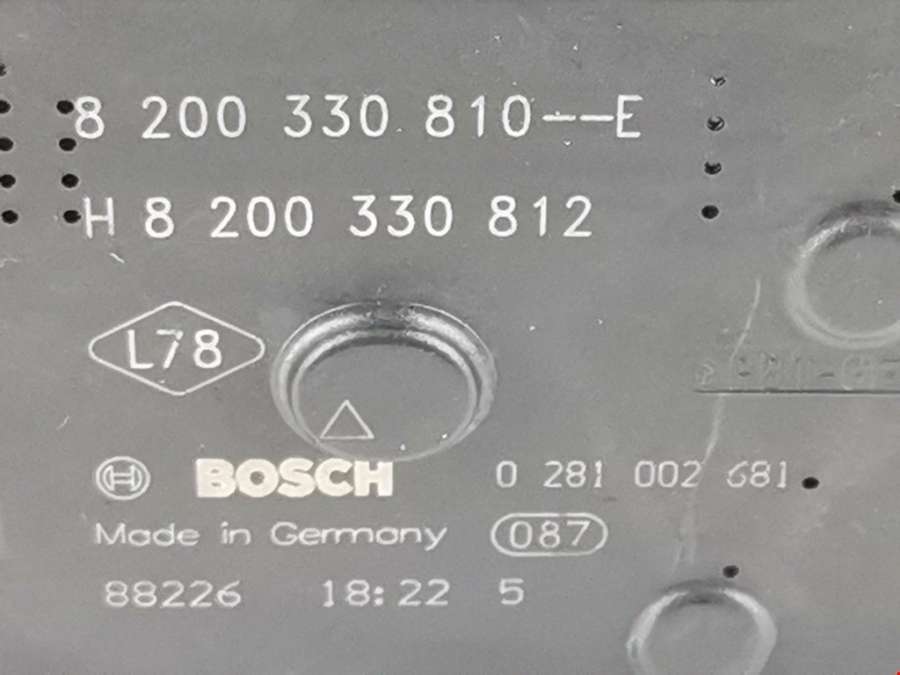 8 200 330 810--E
H 8 200 330 812
L78
BOSCH 0 281 002 681
Made in Germany 087
88226 18:22 5